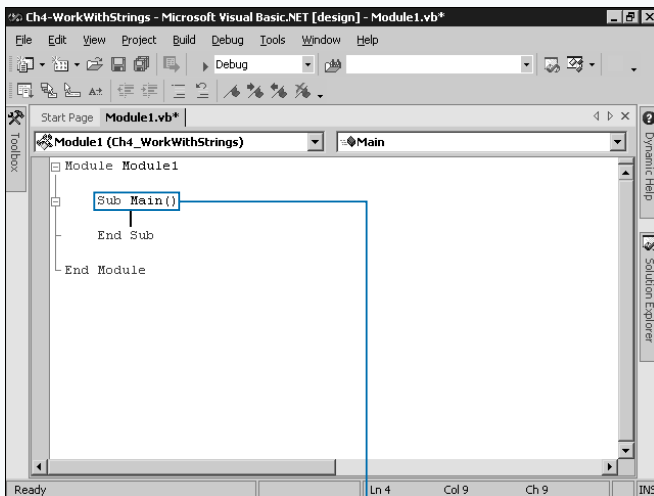 Ch4-WorkWithStrings - Microsoft Visual Basic.NET [design] - Module1.vb*
File Edit View Project Build Debug Tools Window Help
Debug
Start Page Module1.vb*
Module1 (Ch4_WorkWithStrings) Main
Toolbox
Module Module1
Sub Main()
End Sub
End Module
Dynamic Help
Solution Explorer
Ready Ln 4 Col 9 Ch 9 INS